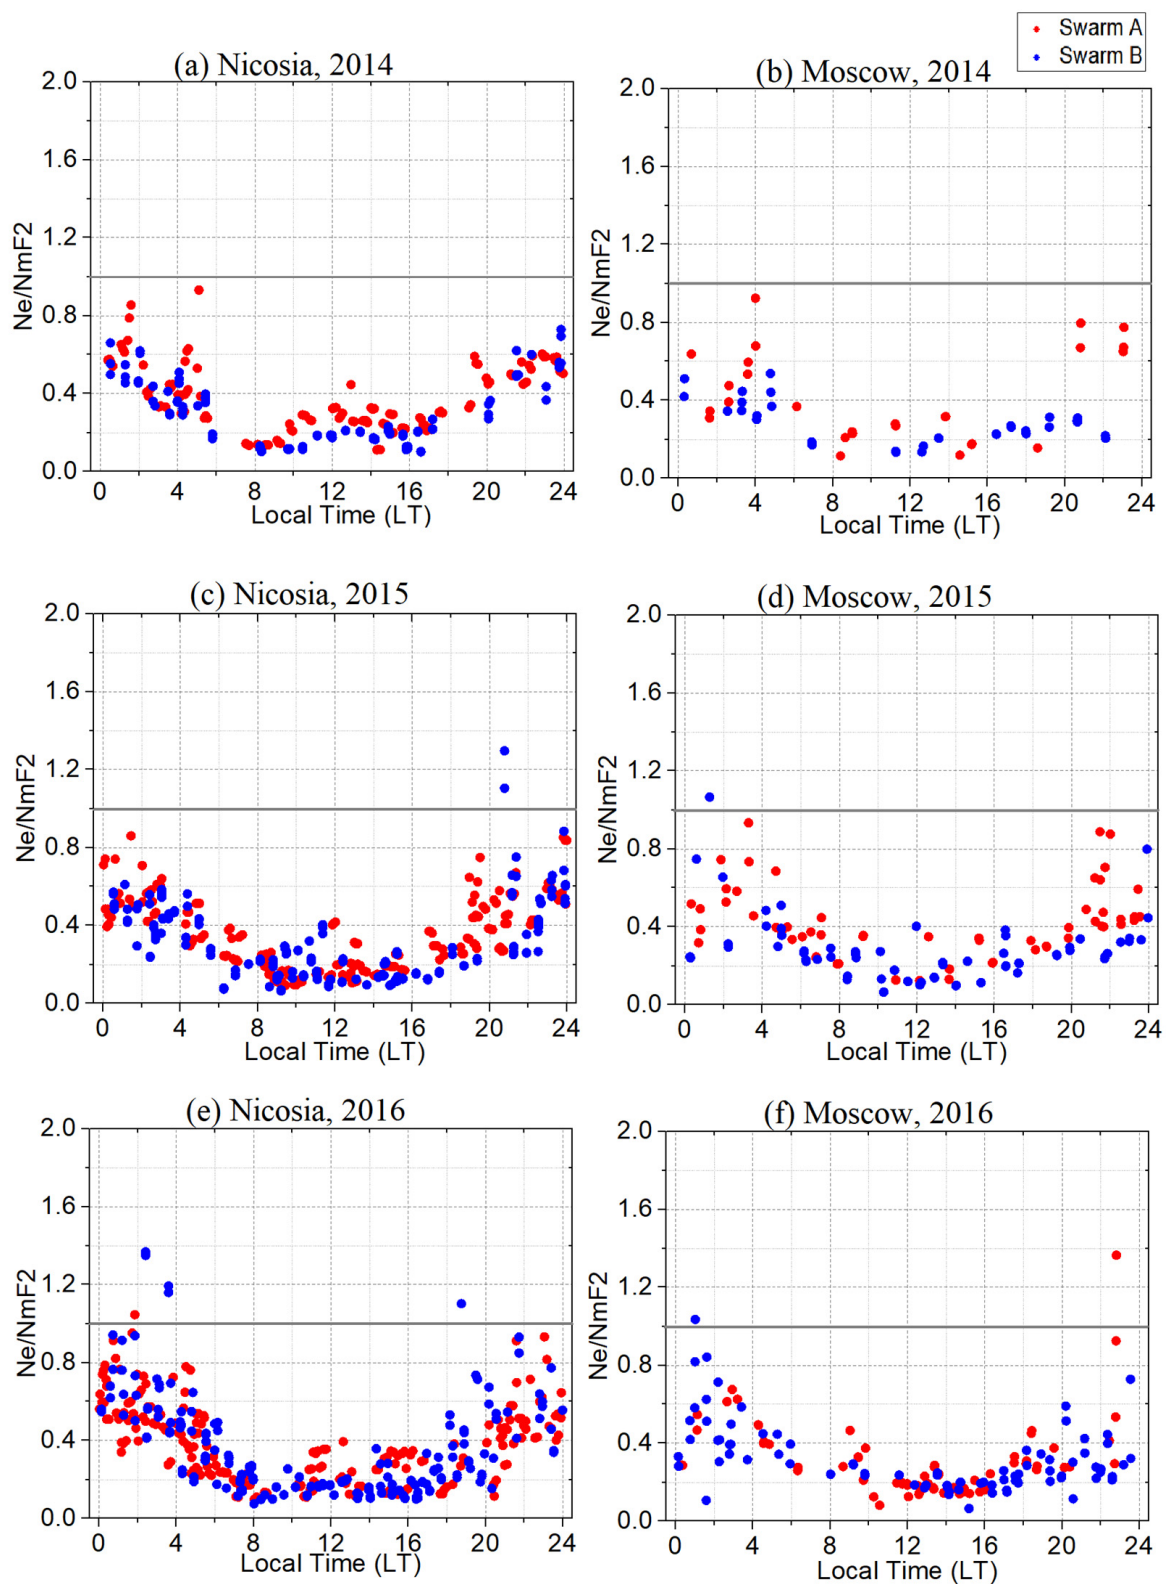 Swarm A
Swarm B
(a) Nicosia, 2014
2.0
1.6
1.2
0.8
0.4
0.0
Ne/NmF2
0 4 8 12 16 20 24
Local Time (LT)
(b) Moscow, 2014
2.0
1.6
1.2
0.8
0.4
0.0
Ne/NmF2
0 4 8 12 16 20 24
Local Time (LT)
(c) Nicosia, 2015
2.0
1.6
1.2
0.8
0.4
0.0
Ne/NmF2
0 4 8 12 16 20 24
Local Time (LT)
(d) Moscow, 2015
2.0
1.6
1.2
0.8
0.4
0.0
Ne/NmF2
0 4 8 12 16 20 24
Local Time (LT)
(e) Nicosia, 2016
2.0
1.6
1.2
0.8
0.4
0.0
Ne/NmF2
0 4 8 12 16 20 24
Local Time (LT)
(f) Moscow, 2016
2.0
1.6
1.2
0.8
0.4
0.0
Ne/NmF2
0 4 8 12 16 20 24
Local Time (LT)